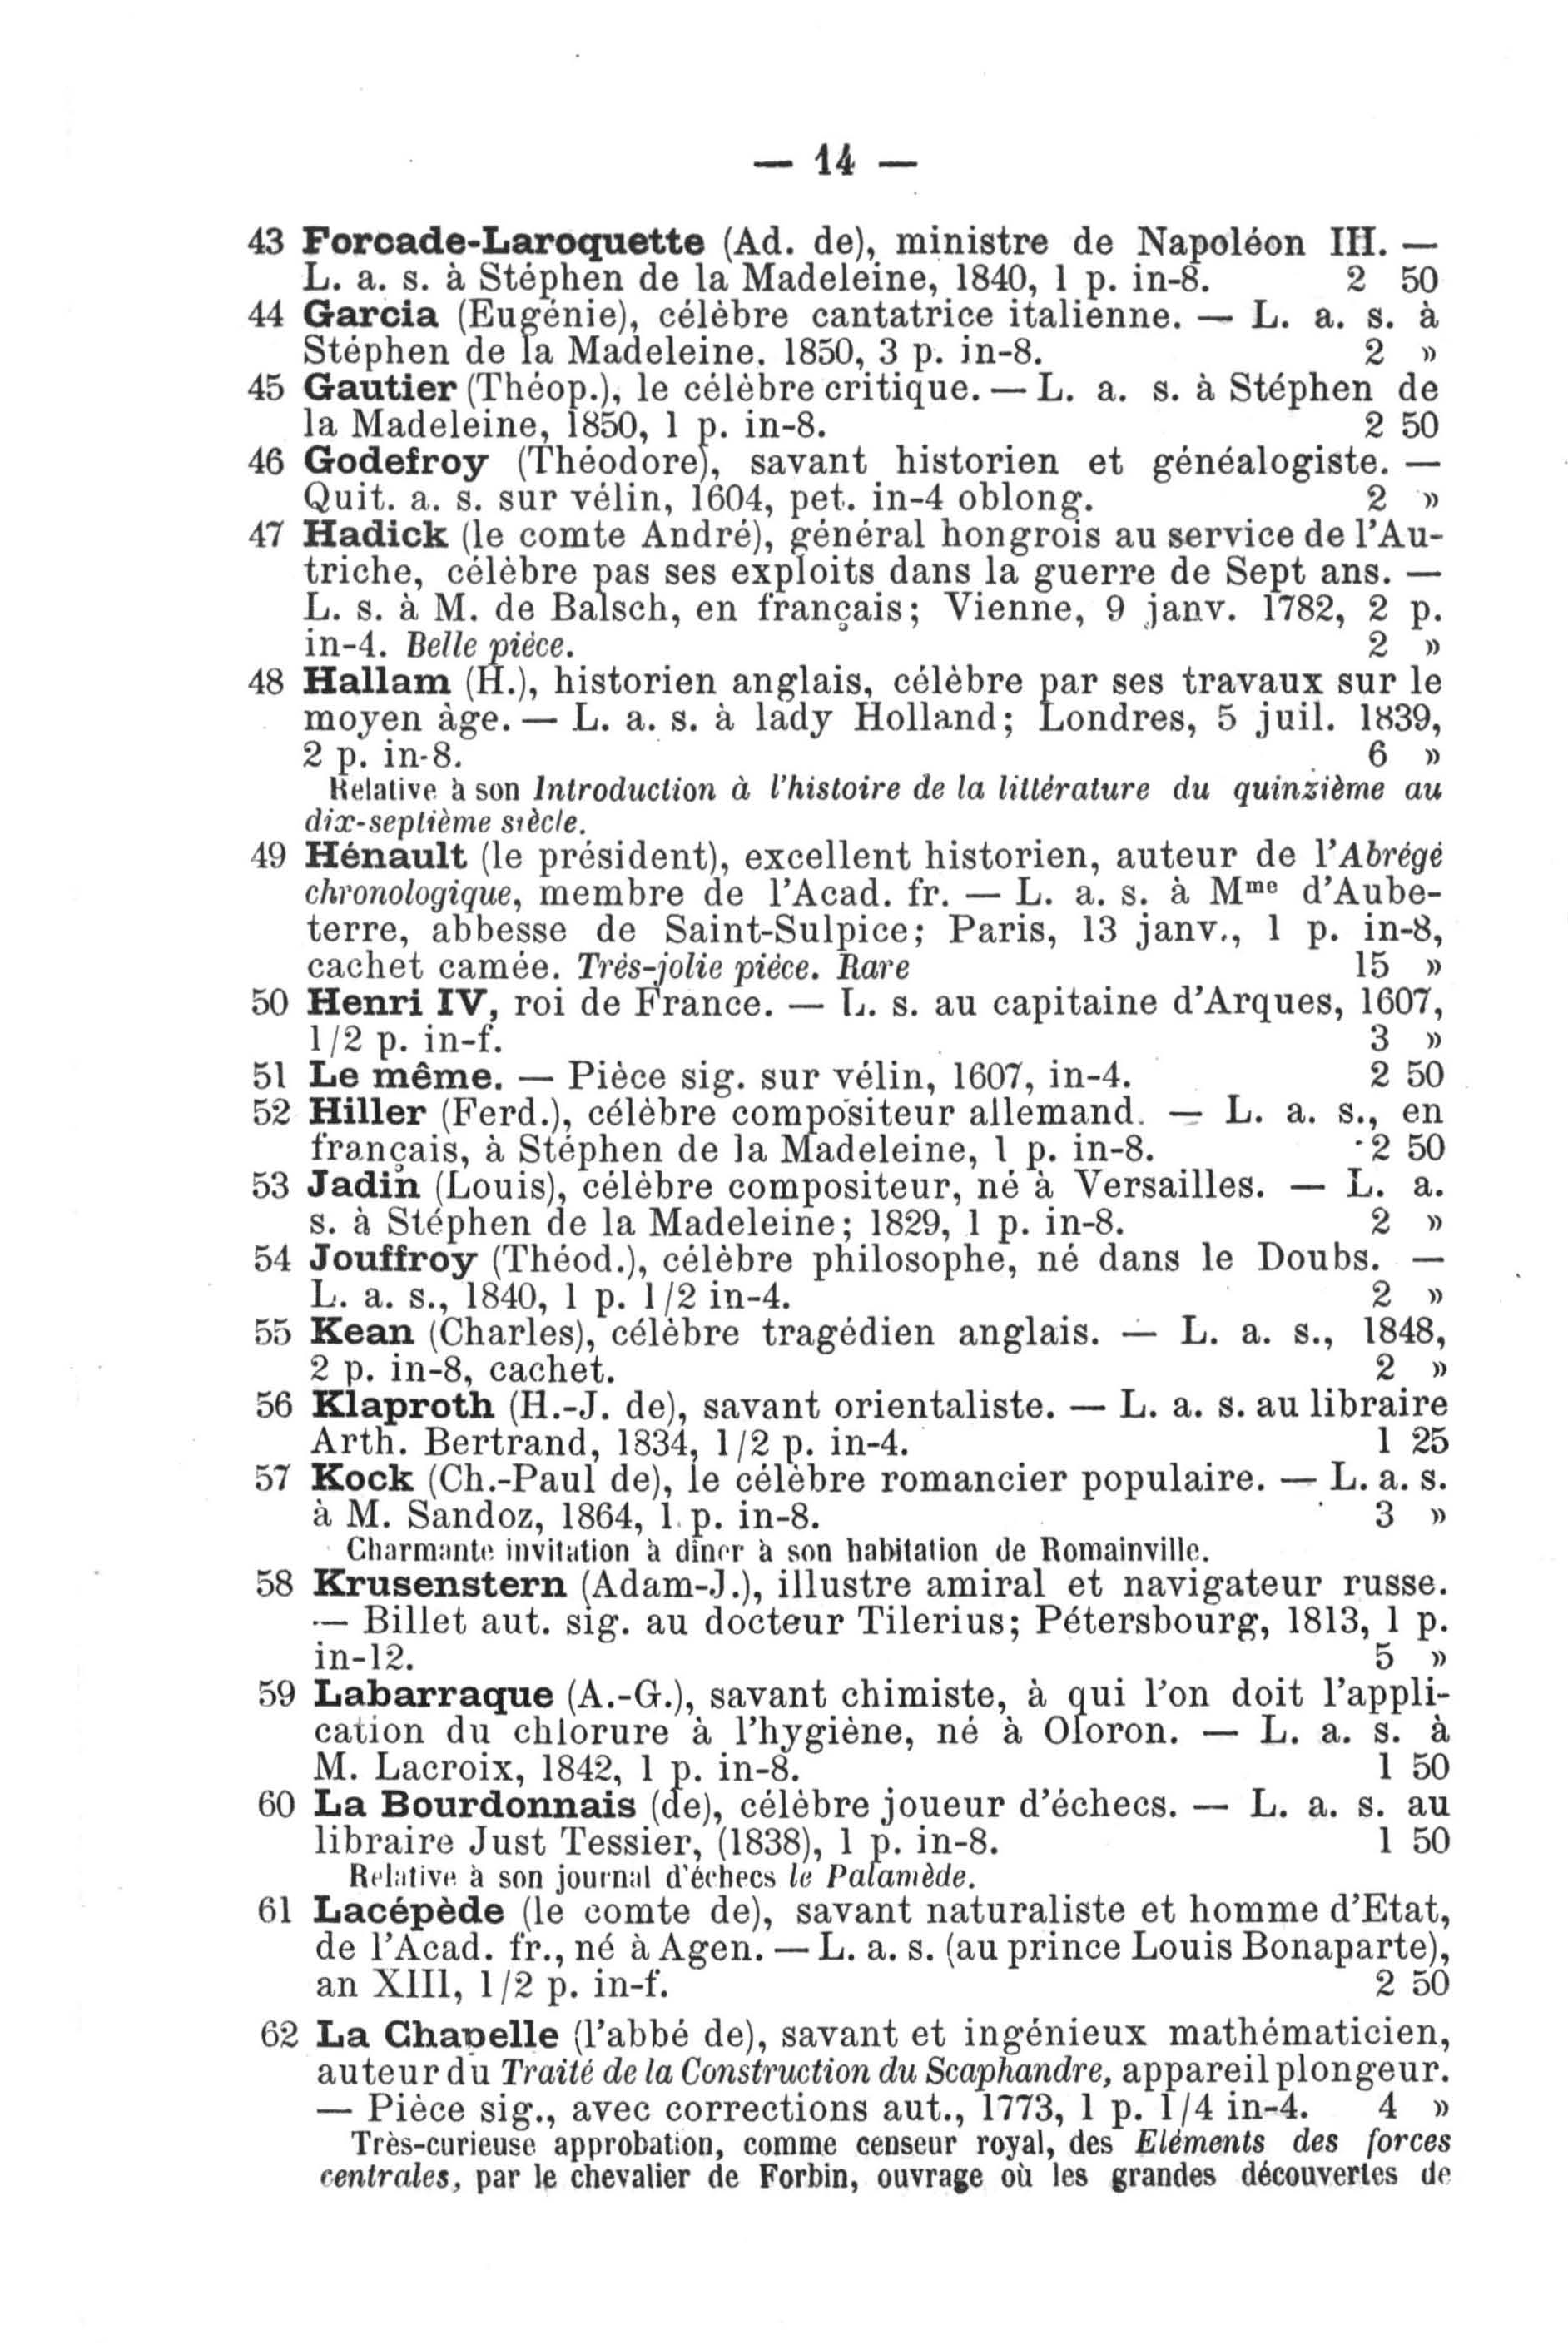 — 14 —
43 Forcade-Laroquette (Ad. de), ministre de Napoléon III. —
L. a. s. à Stéphen de la Madeleine, 1840, 1 p. in-8. 2 50
44 Garcia (Eugénie), célèbre cantatrice italienne. — L. a. s. à
Stéphen de la Madeleine. 1850, 3 p. in-8. 2 »
45 Gautier (Théop.), le célèbre critique. — L. a. s. à Stéphen de
la Madeleine, 1850, 1 p. in-8. 2 50
46 Godefroy (Théodore), savant historien et généalogiste. —
Quit. a. s. sur vélin, 1604, pet. in-4 oblong. 2 »
47 Hadick (le comte André), général hongrois au service de l'Au-
triche, célèbre pas ses exploits dans la guerre de Sept ans. —
L. s. à M. de Balsch, en français; Vienne, 9 janv. 1782, 2 p.
in-4. Belle pièce. 2 »
48 Hallam (H.), historien anglais, célèbre par ses travaux sur le
moyen àge. — L. a. s. à lady Holland; Londres, 5 juil. 1839,
2 p. in-8. 6 »
Relative à son Introduction à l'histoire de la littérature du quinzième au
dix-septième siècle.
49 Hénault (le président), excellent historien, auteur de l'Abrégé
chronologique, membre de l'Acad. fr. — L. a. s. à Mme d'Aube-
terre, abbesse de Saint-Sulpice; Paris, 13 janv., 1 p. in-8,
cachet camée. Très-jolie pièce. Rare 15 »
50 Henri IV, roi de France. — L. s. au capitaine d'Arques, 1607,
1/2 p. in-f. 3 »
51 Le même. — Pièce sig. sur vélin, 1607, in-4. 2 50
52 Hiller (Ferd.), célèbre compositeur allemand. — L. a. s., en
français, à Stéphen de la Madeleine, 1 p. in-8. 2 50
53 Jadin (Louis), célèbre compositeur, né à Versailles. — L. a.
s. à Stéphen de la Madeleine; 1829, 1 p. in-8. 2 »
54 Jouffroy (Théod.), célèbre philosophe, né dans le Doubs. —
L. a. s., 1840, 1 p. 1/2 in-4. 2 »
55 Kean (Charles), célèbre tragédien anglais. — L. a. s., 1848,
2 p. in-8, cachet. 2 »
56 Klaproth (H.-J. de), savant orientaliste. — L. a. s. au libraire
Arth. Bertrand, 1834, 1/2 p. in-4. 1 25
57 Kock (Ch.-Paul de), le célèbre romancier populaire. — L. a. s.
à M. Sandoz, 1864, 1 p. in-8. 3 »
Charmante invitation à dîner à son habitation de Romainville.
58 Krusenstern (Adam-J.), illustre amiral et navigateur russe.
— Billet aut. sig. au docteur Tilerius; Pétersbourg, 1813, 1 p.
in-12. 5 »
59 Labarraque (A.-G.), savant chimiste, à qui l'on doit l'appli-
cation du chlorure à l'hygiène, né à Oloron. — L. a. s. à
M. Lacroix, 1842, 1 p. in-8. 1 50
60 La Bourdonnais (de), célèbre joueur d'échecs. — L. a. s. au
libraire Just Tessier, (1838), 1 p. in-8. 1 50
Relative à son journal d'échecs le Palamède.
61 Lacépède (le comte de), savant naturaliste et homme d'Etat,
de l'Acad. fr., né à Agen. — L. a. s. (au prince Louis Bonaparte),
an XIII, 1/2 p. in-f. 2 50
62 La Chapelle (l'abbé de), savant et ingénieux mathématicien,
auteur du Traité de la Construction du Scaphandre, appareil plongeur.
— Pièce sig., avec corrections aut., 1773, 1 p. 1/4 in-4. 4 »
Très-curieuse approbation, comme censeur royal, des Eléments des forces
centrales, par le chevalier de Forbin, ouvrage où les grandes découvertes de